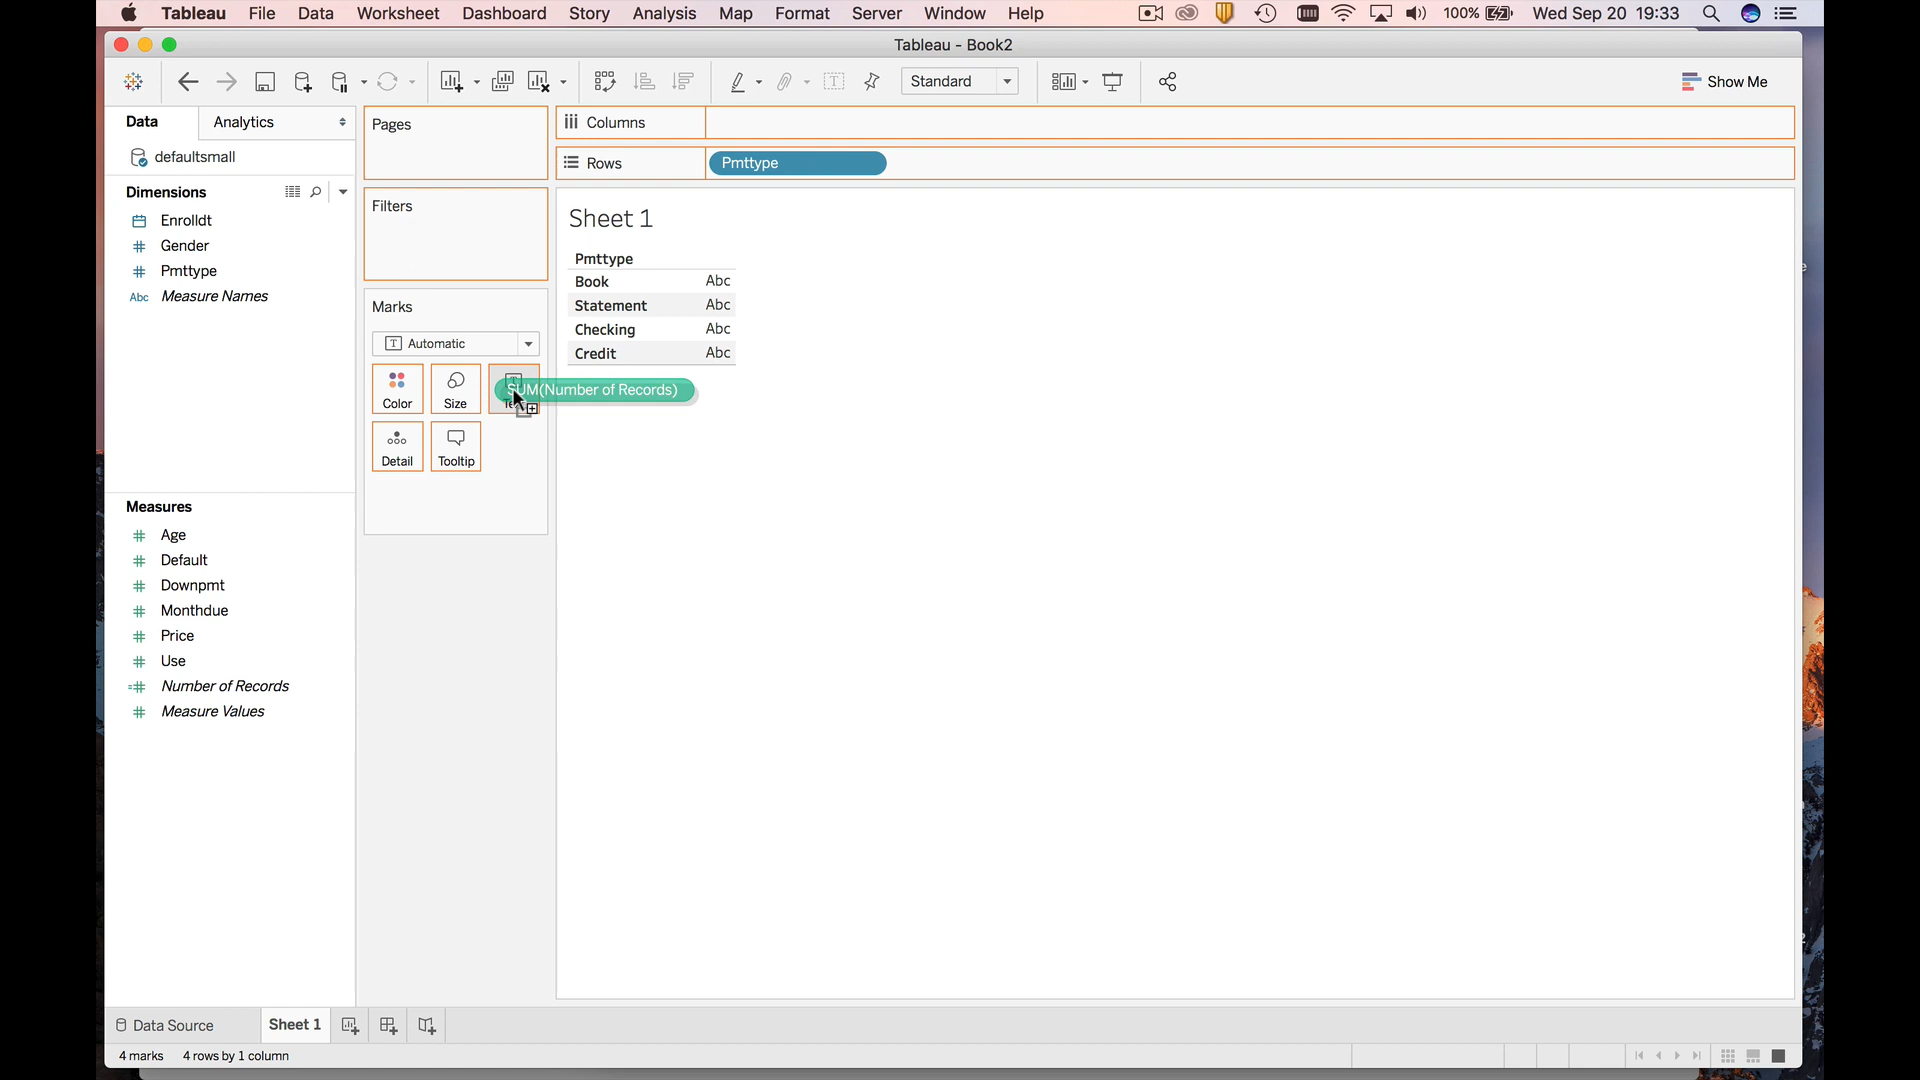 Tableau File Data Worksheet Dashboard Story Analysis Map Format Server Window Help 100% Wed Sep 20 19:33
Tableau - Book2
Standard
Show Me
Data Analytics
defaultsmall
Dimensions
Enrolldt
Gender
Pmttype
Abc Measure Names
Measures
Age
Default
Downpmt
Monthdue
Price
Use
Number of Records
Measure Values
Pages
Filters
Marks
Automatic
Color Size
Detail Tooltip
SUM(Number of Records)
Columns
Rows Pmttype
Sheet 1
Pmttype
Book Abc
Statement Abc
Checking Abc
Credit Abc
Data Source Sheet 1
4 marks 4 rows by 1 column